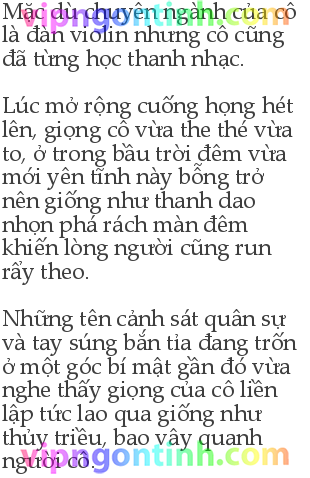 Mặc dù chuyên ngành của cô
là đàn violin nhưng cô cũng
đã từng học thanh nhạc.
Lúc mở rộng cuống họng hét
lên, giọng cô vừa the thé vừa
to, ở trong bầu trời đêm vừa
mới yên tĩnh này bỗng trở
nên giống như thanh dao
nhọn phá rách màn đêm
khiến lòng người cũng run
rẩy theo.
Những tên cảnh sát quân sự
và tay súng bắn tỉa đang trốn
ở một góc bí mật gần đó vừa
nghe thấy giọng của cô liền
lập tức lao qua giống như
thủy triều, bao vây quanh
người cô.
vipngontinh.com
vipngontinh.com